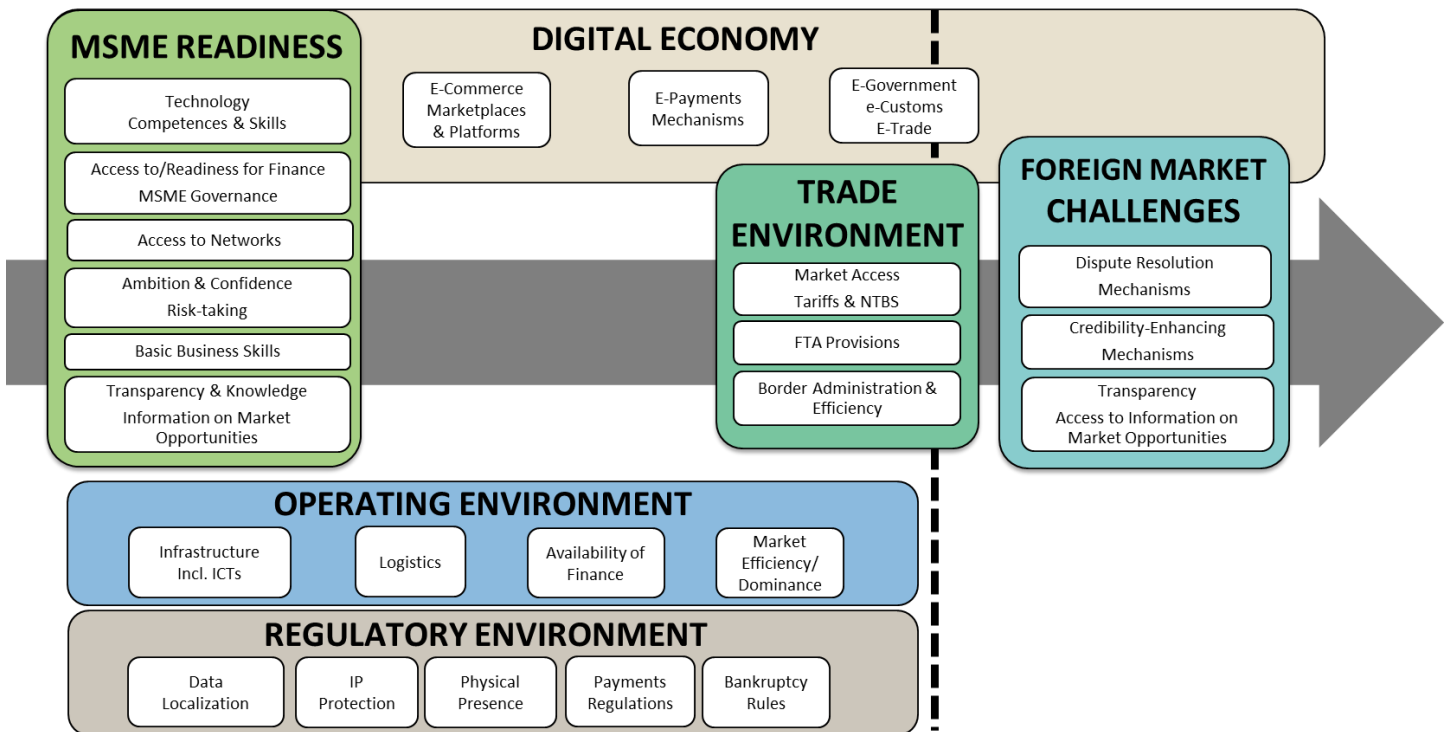 MSME READINESS
Technology
Competences & Skills
Access to/Readiness for Finance
MSME Governance
Access to Networks
Ambition & Confidence
Risk-taking
Basic Business Skills
Transparency & Knowledge
Information on Market
Opportunities
DIGITAL ECONOMY
E-Commerce
Marketplaces
& Platforms
E-Payments
Mechanisms
E-Government
e-Customs
E-Trade
TRADE
ENVIRONMENT
Market Access
Tariffs & NTBS
FTA Provisions
Border Administration &
Efficiency
FOREIGN MARKET
CHALLENGES
Dispute Resolution
Mechanisms
Credibility-Enhancing
Mechanisms
Transparency
Access to Information on
Market Opportunities
OPERATING ENVIRONMENT
Infrastructure
Incl. ICTs
Logistics
Availability of
Finance
Market
Efficiency/
Dominance
REGULATORY ENVIRONMENT
Data
Localization
IP
Protection
Physical
Presence
Payments
Regulations
Bankruptcy
Rules